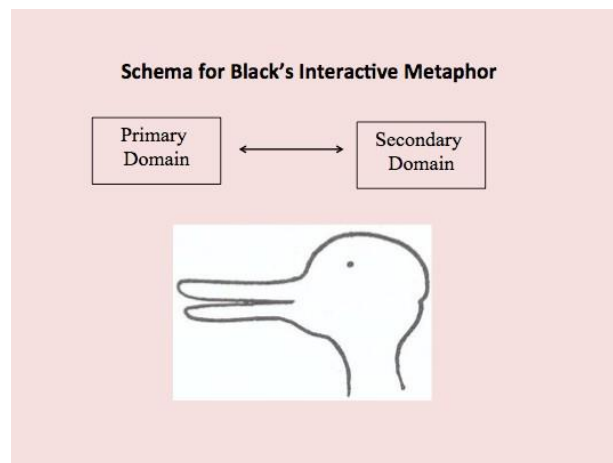 Schema for Black's Interactive Metaphor
Primary
Domain
Secondary
Domain